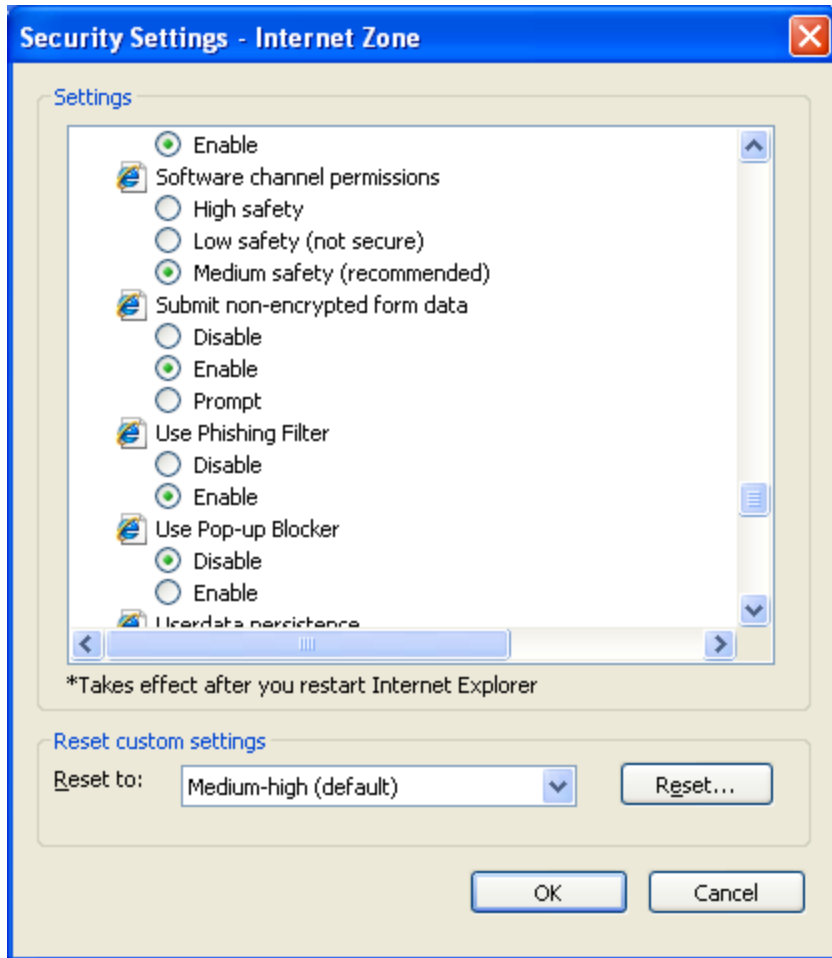 Security Settings - Internet Zone
Settings
Enable
Software channel permissions
High safety
Low safety (not secure)
Medium safety (recommended)
Submit non-encrypted form data
Disable
Enable
Prompt
Use Phishing Filter
Disable
Enable
Use Pop-up Blocker
Disable
Enable
Userdata persistence
*Takes effect after you restart Internet Explorer
Reset custom settings
Reset to: Medium-high (default) Reset...
OK Cancel